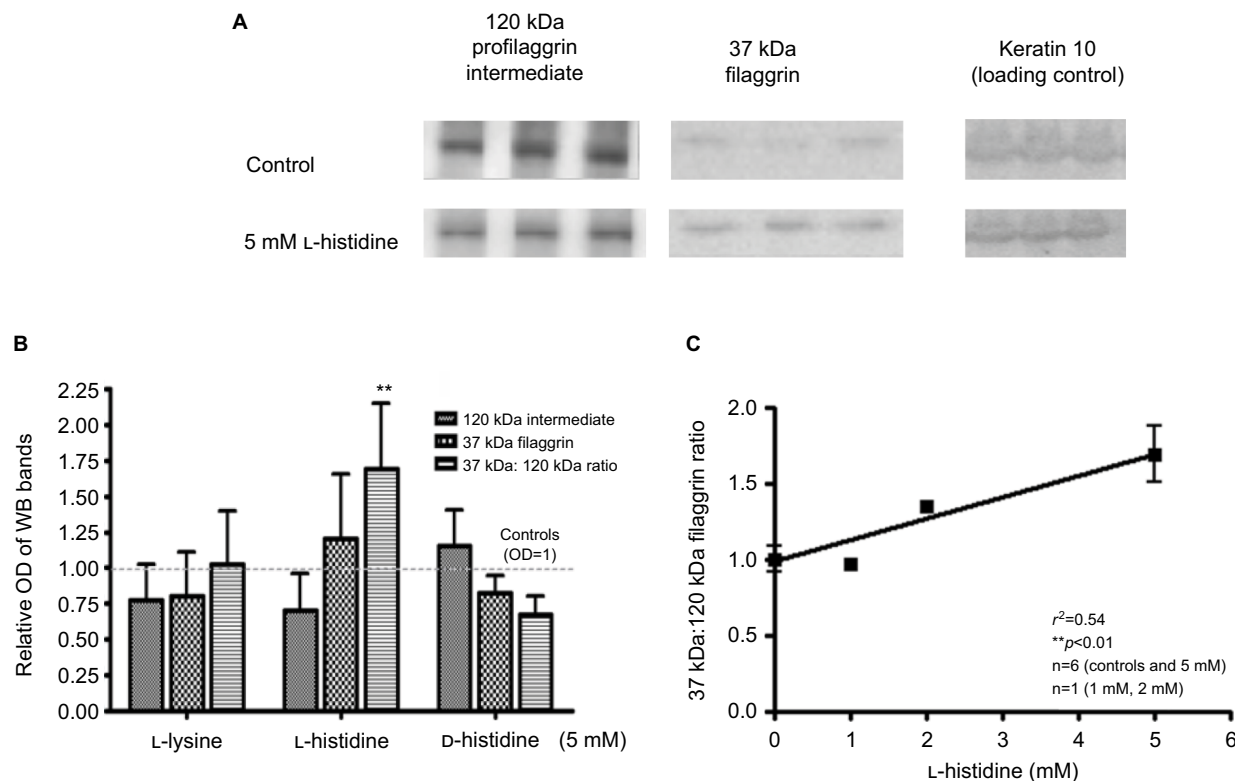 A
120 kDa
profilaggrin
intermediate
37 kDa
filaggrin
Keratin 10
(loading control)
Control
5 mM ʟ-histidine
B
Relative OD of WB bands
2.25
2.00
1.75
1.50
1.25
1.00
0.75
0.50
0.25
0.00
**
120 kDa intermediate
37 kDa filaggrin
37 kDa: 120 kDa ratio
Controls
(OD=1)
ʟ-lysine
ʟ-histidine
ᴅ-histidine
(5 mM)
C
37 kDa:120 kDa filaggrin ratio
2.0
1.5
1.0
0.5
0.0
r²=0.54
**p<0.01
n=6 (controls and 5 mM)
n=1 (1 mM, 2 mM)
0 1 2 3 4 5 6
ʟ-histidine (mM)